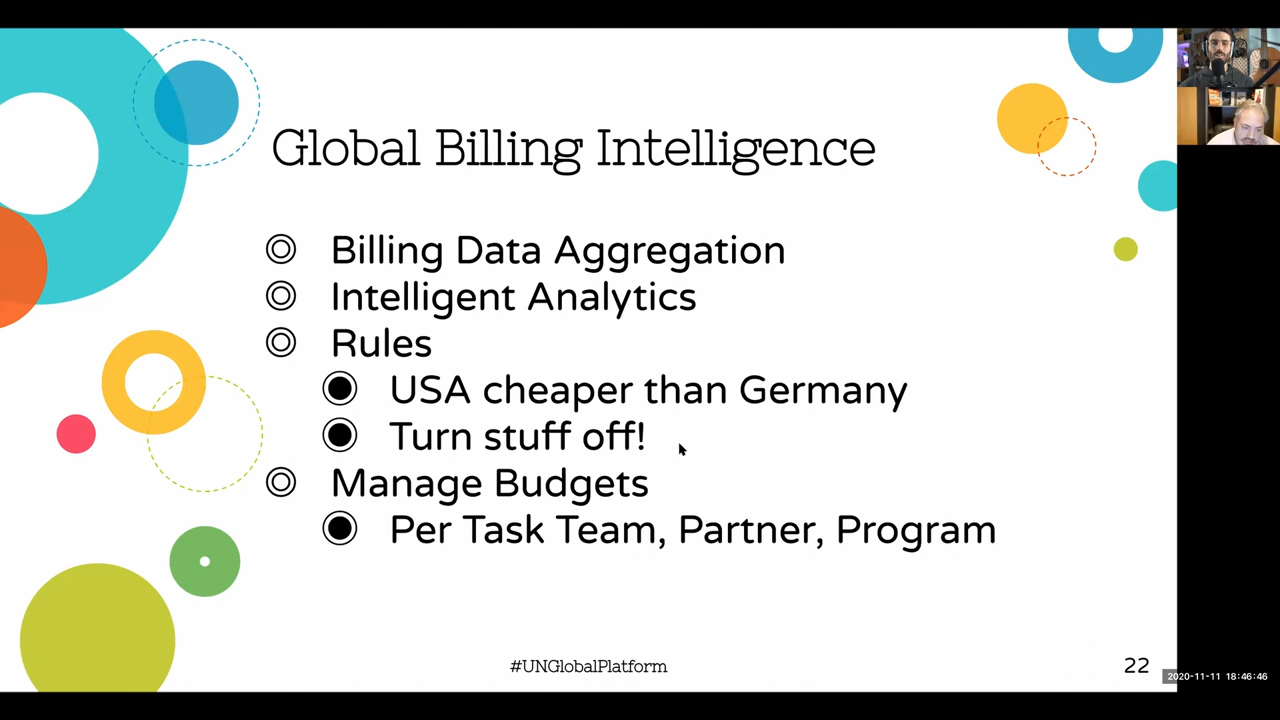 Global Billing Intelligence
Billing Data Aggregation
Intelligent Analytics
Rules
USA cheaper than Germany
Turn stuff off!
Manage Budgets
Per Task Team, Partner, Program
#UNGlobalPlatform
22
2020-11-11 18:46:46